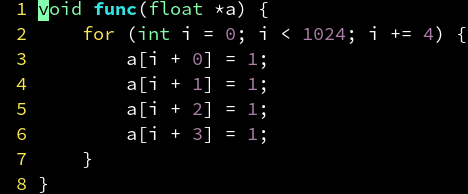 1 void func(float *a) {
2     for (int i = 0; i < 1024; i += 4) {
3         a[i + 0] = 1;
4         a[i + 1] = 1;
5         a[i + 2] = 1;
6         a[i + 3] = 1;
7     }
8 }